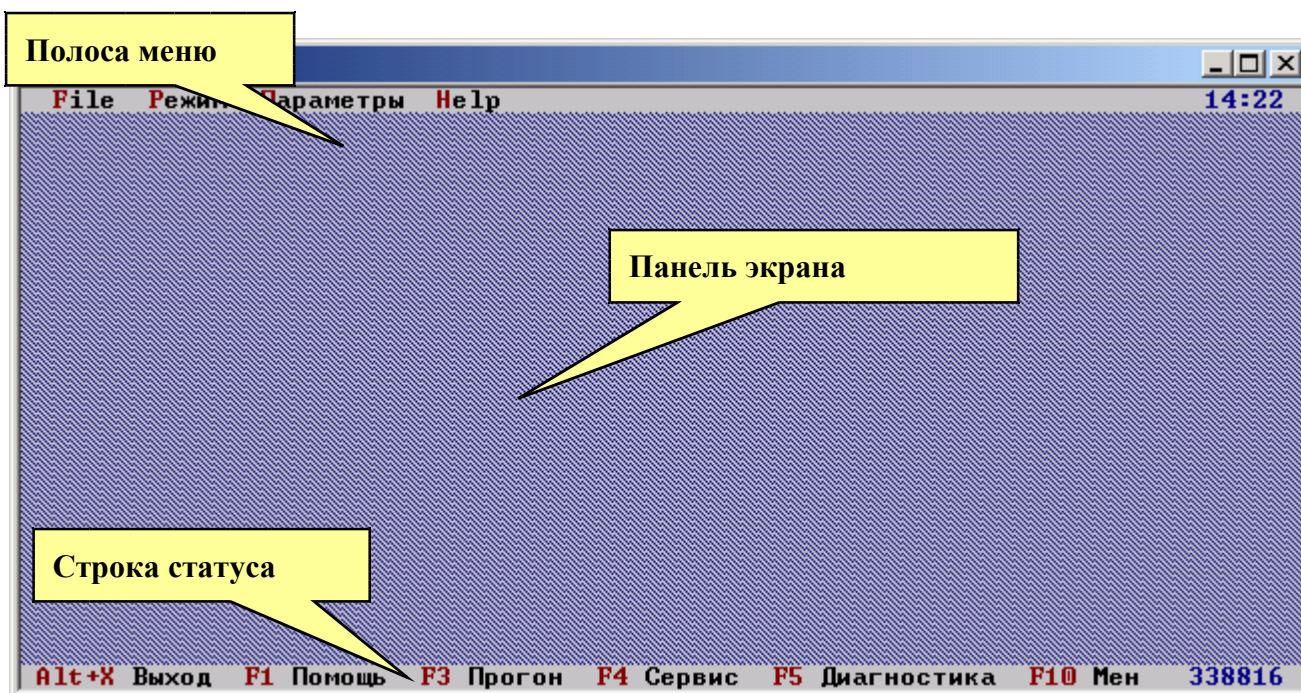 Полоса меню
File Режим Параметры Help 14:22
Панель экрана
Строка статуса
Alt+X Выход F1 Помощь F3 Прогон F4 Сервис F5 Диагностика F10 Мен 338816